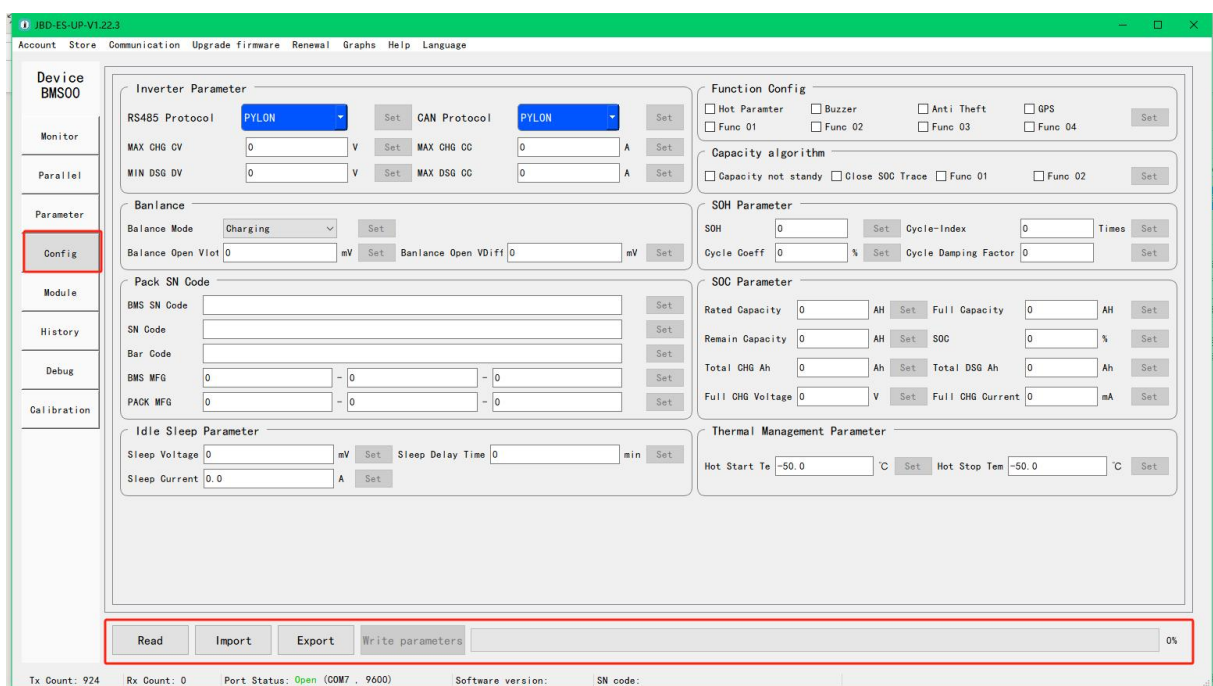 JBD-ES-UP-V1.22.3
Account Store Communication Upgrade firmware Renewal Graphs Help Language
Device
BMS00
Monitor
Parallel
Parameter
Config
Module
History
Debug
Calibration
Inverter Parameter
RS485 Protocol PYLON Set CAN Protocol PYLON Set
MAX CHG CV 0 V Set MAX CHG CC 0 A Set
MIN DSG DV 0 V Set MAX DSG CC 0 A Set
Banlance
Balance Mode Charging Set
Balance Open Vlot 0 mV Set Banlance Open VDiff 0 mV Set
Pack SN Code
BMS SN Code Set
SN Code Set
Bar Code Set
BMS MFG 0 - 0 - 0 Set
PACK MFG 0 - 0 - 0 Set
Idle Sleep Parameter
Sleep Voltage 0 mV Set Sleep Delay Time 0 min Set
Sleep Current 0.0 A Set
Function Config
Hot Paramter Buzzer Anti Theft GPS Set
Func 01 Func 02 Func 03 Func 04
Capacity algorithm
Capacity not standy Close SOC Trace Func 01 Func 02 Set
SOH Parameter
SOH 0 Set Cycle-Index 0 Times Set
Cycle Coeff 0 % Set Cycle Damping Factor 0 Set
SOC Parameter
Rated Capacity 0 AH Set Full Capacity 0 AH Set
Remain Capacity 0 AH Set SOC 0 % Set
Total CHG Ah 0 Ah Set Total DSG Ah 0 Ah Set
Full CHG Voltage 0 V Set Full CHG Current 0 mA Set
Thermal Management Parameter
Hot Start Te -50.0 ℃ Set Hot Stop Tem -50.0 ℃ Set
Read Import Export Write parameters 0%
Tx Count: 924 Rx Count: 0 Port Status: Open (COM7 , 9600) Software version: SN code: